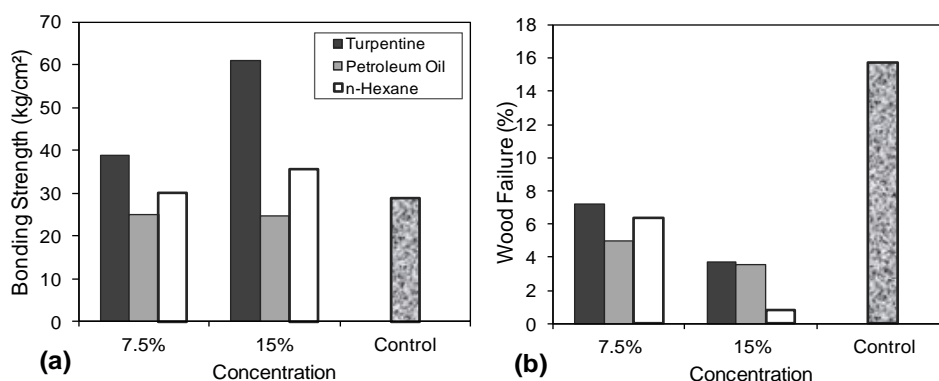 70
60
50
40
30
20
10
0
Bonding Strength (kg/cm²)
Turpentine
Petroleum Oil
n-Hexane
7.5%
15%
Control
Concentration
(a)
18
16
14
12
10
8
6
4
2
0
Wood Failure (%)
7.5%
15%
Control
Concentration
(b)